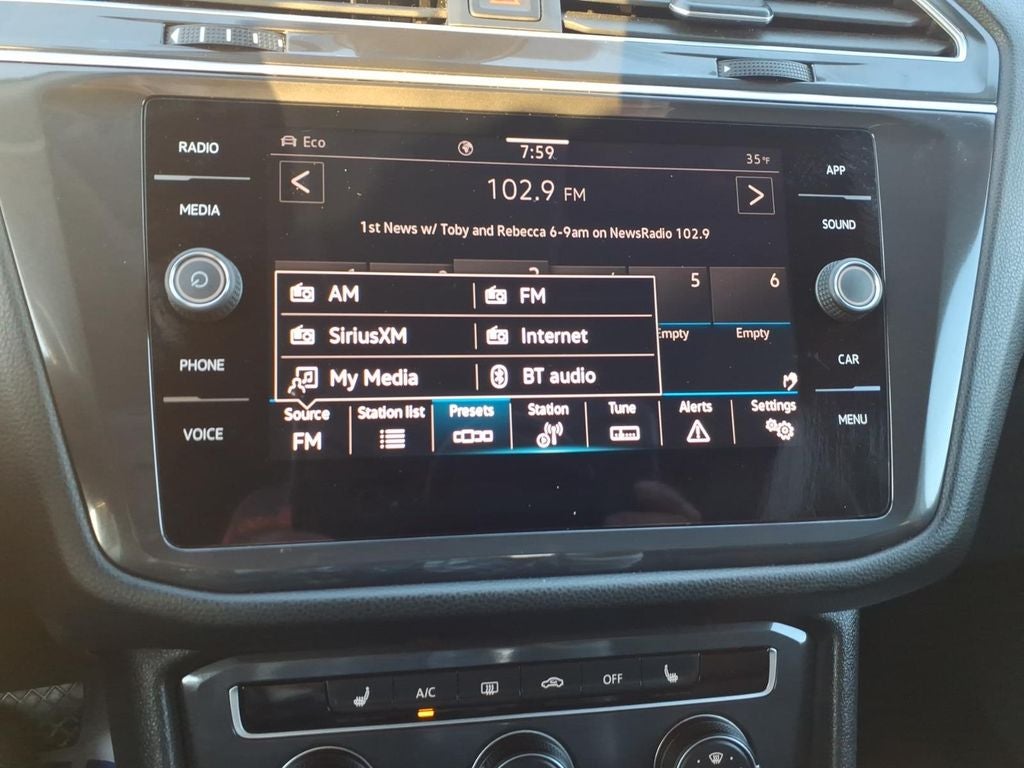 RADIO
MEDIA
PHONE
VOICE
Eco
7:59
35°F
<
102.9 FM
>
1st News w/ Toby and Rebecca 6-9am on NewsRadio 102.9
5
6
AM
FM
SiriusXM
Internet
My Media
BT audio
Empty
Source
FM
Station list
Presets
Station
Tune
Alerts
Settings
APP
SOUND
CAR
MENU
A/C
OFF